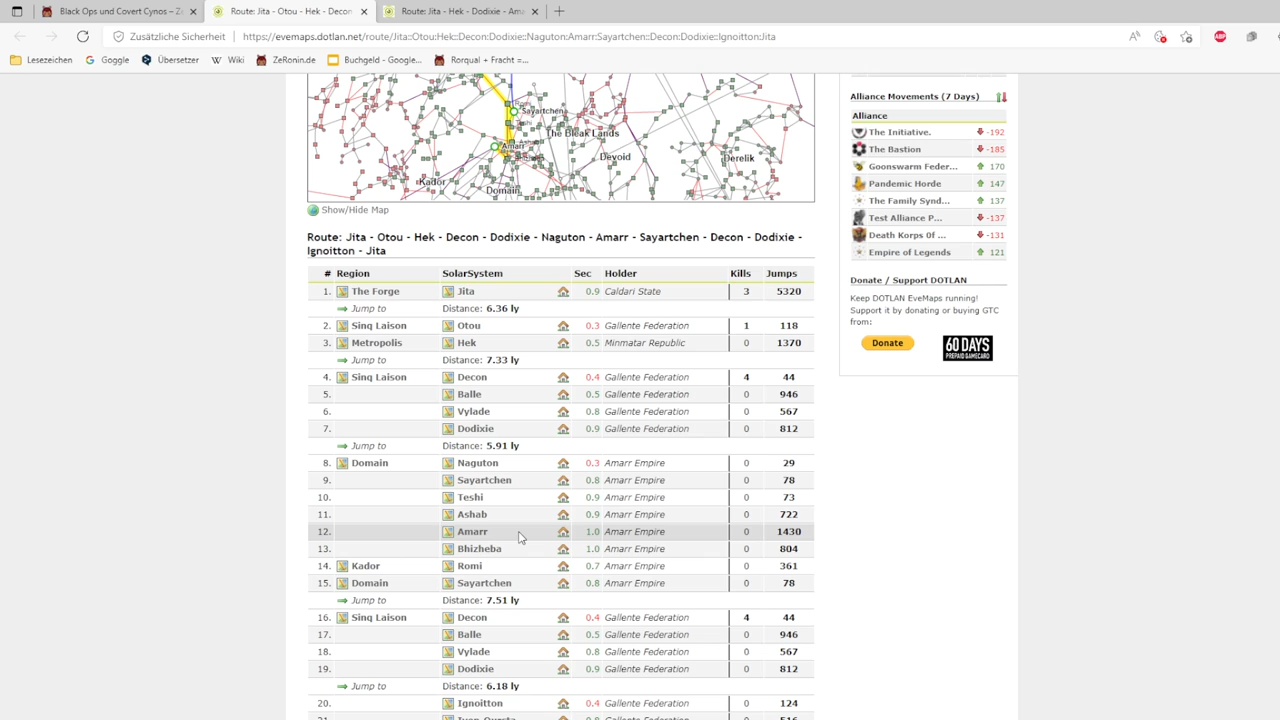 Black Ops und Covert Cynos – Ze
Route: Jita - Otou - Hek - Decon
Route: Jita - Hek - Dodixie - Ama
Zusätzliche Sicherheit
https://evemaps.dotlan.net/route/Jita::Otou:Hek::Decon:Dodixie::Naguton:Amarr:Sayartchen::Decon:Dodixie::Ignoitton:Jita
Lesezeichen
Goggle
Übersetzer
Wiki
ZeRonin.de
Buchgeld - Google...
Rorqual + Fracht =...
Sayartchen
Teshi
The Bleak Lands
Ashab
Amarr
Devoid
Derelik
Kador
Domain
Show/Hide Map
Route: Jita - Otou - Hek - Decon - Dodixie - Naguton - Amarr - Sayartchen - Decon - Dodixie -
Ignoitton - Jita
# Region SolarSystem Sec Holder Kills Jumps
1. The Forge Jita 0.9 Caldari State 3 5320
Jump to Distance: 6.36 ly
2. Sinq Laison Otou 0.3 Gallente Federation 1 118
3. Metropolis Hek 0.5 Minmatar Republic 0 1370
Jump to Distance: 7.33 ly
4. Sinq Laison Decon 0.4 Gallente Federation 4 44
5. Balle 0.5 Gallente Federation 0 946
6. Vylade 0.8 Gallente Federation 0 567
7. Dodixie 0.9 Gallente Federation 0 812
Jump to Distance: 5.91 ly
8. Domain Naguton 0.3 Amarr Empire 0 29
9. Sayartchen 0.8 Amarr Empire 0 78
10. Teshi 0.9 Amarr Empire 0 73
11. Ashab 0.9 Amarr Empire 0 722
12. Amarr 1.0 Amarr Empire 0 1430
13. Bhizheba 1.0 Amarr Empire 0 804
14. Kador Romi 0.7 Amarr Empire 0 361
15. Domain Sayartchen 0.8 Amarr Empire 0 78
Jump to Distance: 7.51 ly
16. Sinq Laison Decon 0.4 Gallente Federation 4 44
17. Balle 0.5 Gallente Federation 0 946
18. Vylade 0.8 Gallente Federation 0 567
19. Dodixie 0.9 Gallente Federation 0 812
Jump to Distance: 6.18 ly
20. Ignoitton 0.4 Gallente Federation 0 124
Alliance Movements (7 Days)
Alliance
The Initiative. -192
The Bastion -185
Goonswarm Feder... 170
Pandemic Horde 147
The Family Synd... 137
Test Alliance P... -137
Death Korps 0f ... -131
Empire of Legends 121
Donate / Support DOTLAN
Keep DOTLAN EveMaps running!
Support it by donating or buying GTC
from:
Donate
60 DAYS
PREPAID GAMECARD